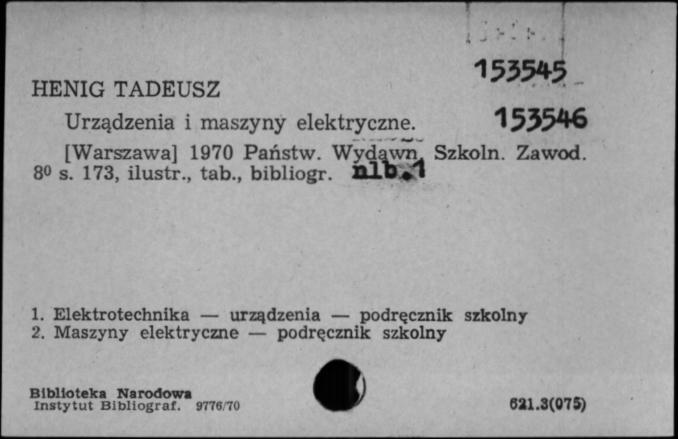 153545
HENIG TADEUSZ
Urządzenia i maszyny elektryczne. 153546
[Warszawa] 1970 Państw. Wydawn. Szkoln. Zawod.
8º s. 173, ilustr., tab., bibliogr. nlb. 1
1. Elektrotechnika — urządzenia — podręcznik szkolny
2. Maszyny elektryczne — podręcznik szkolny
Biblioteka Narodowa
Instytut Bibliograf. 9776/70 621.3(075)